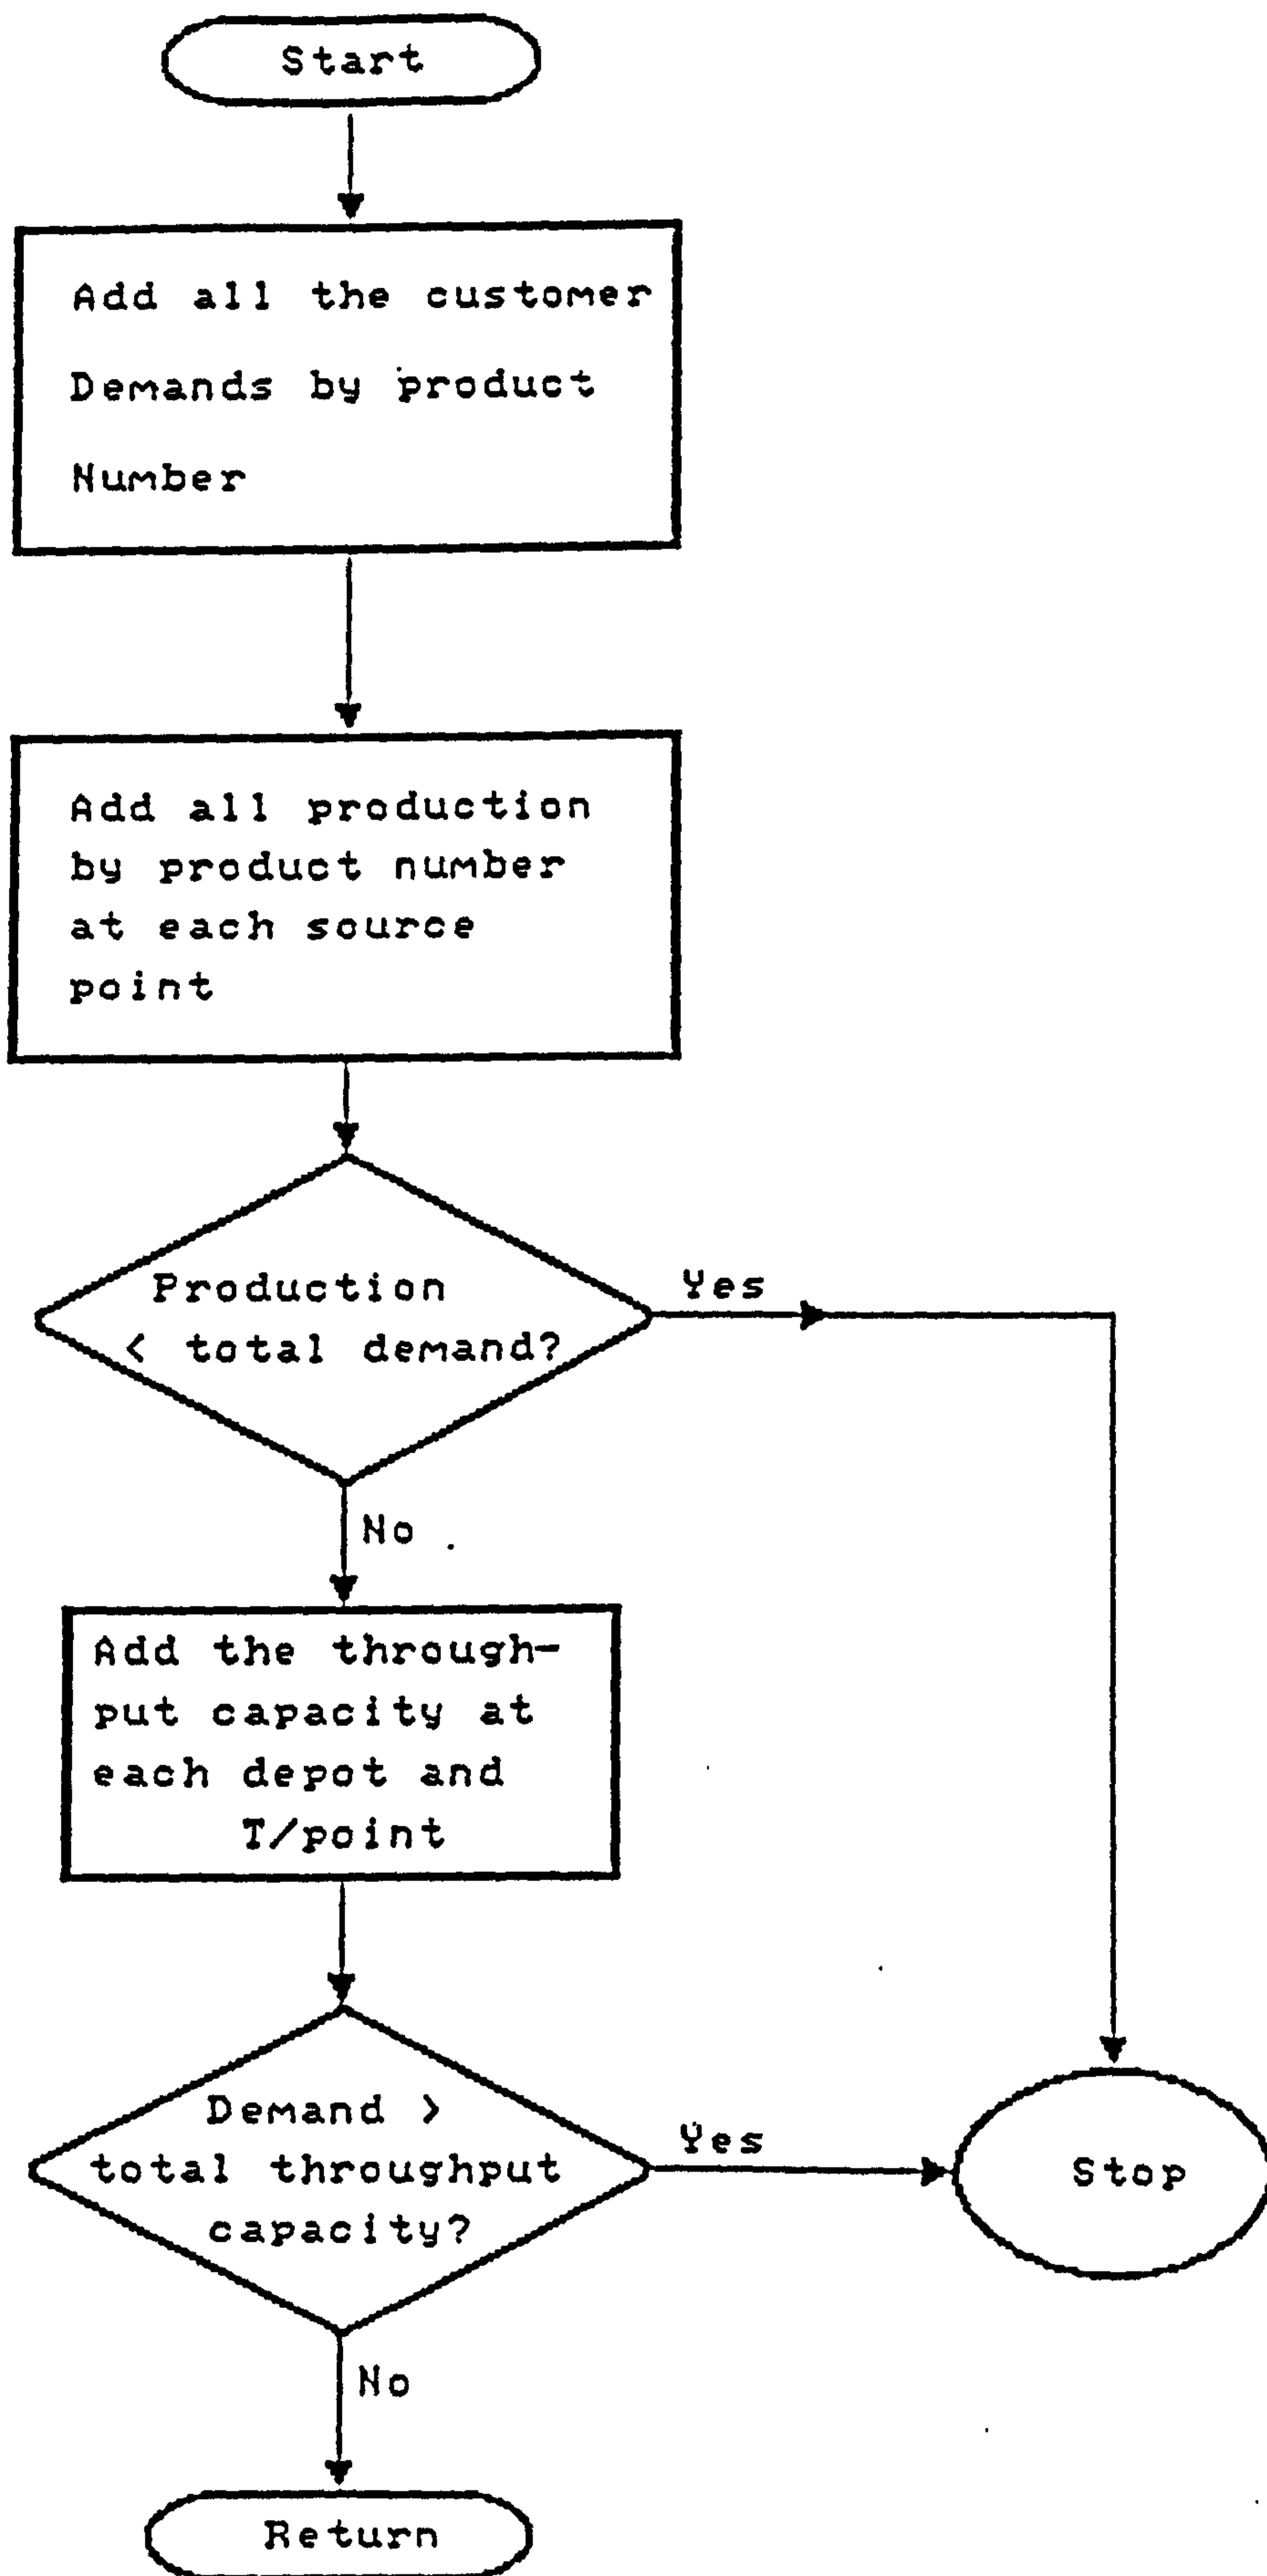 Start
Add all the customer
Demands by product
Number
Add all production
by product number
at each source
point
Production
< total demand?
Yes
No
Add the through-
put capacity at
each depot and
T/point
Demand >
total throughput
capacity?
Yes
Stop
No
Return